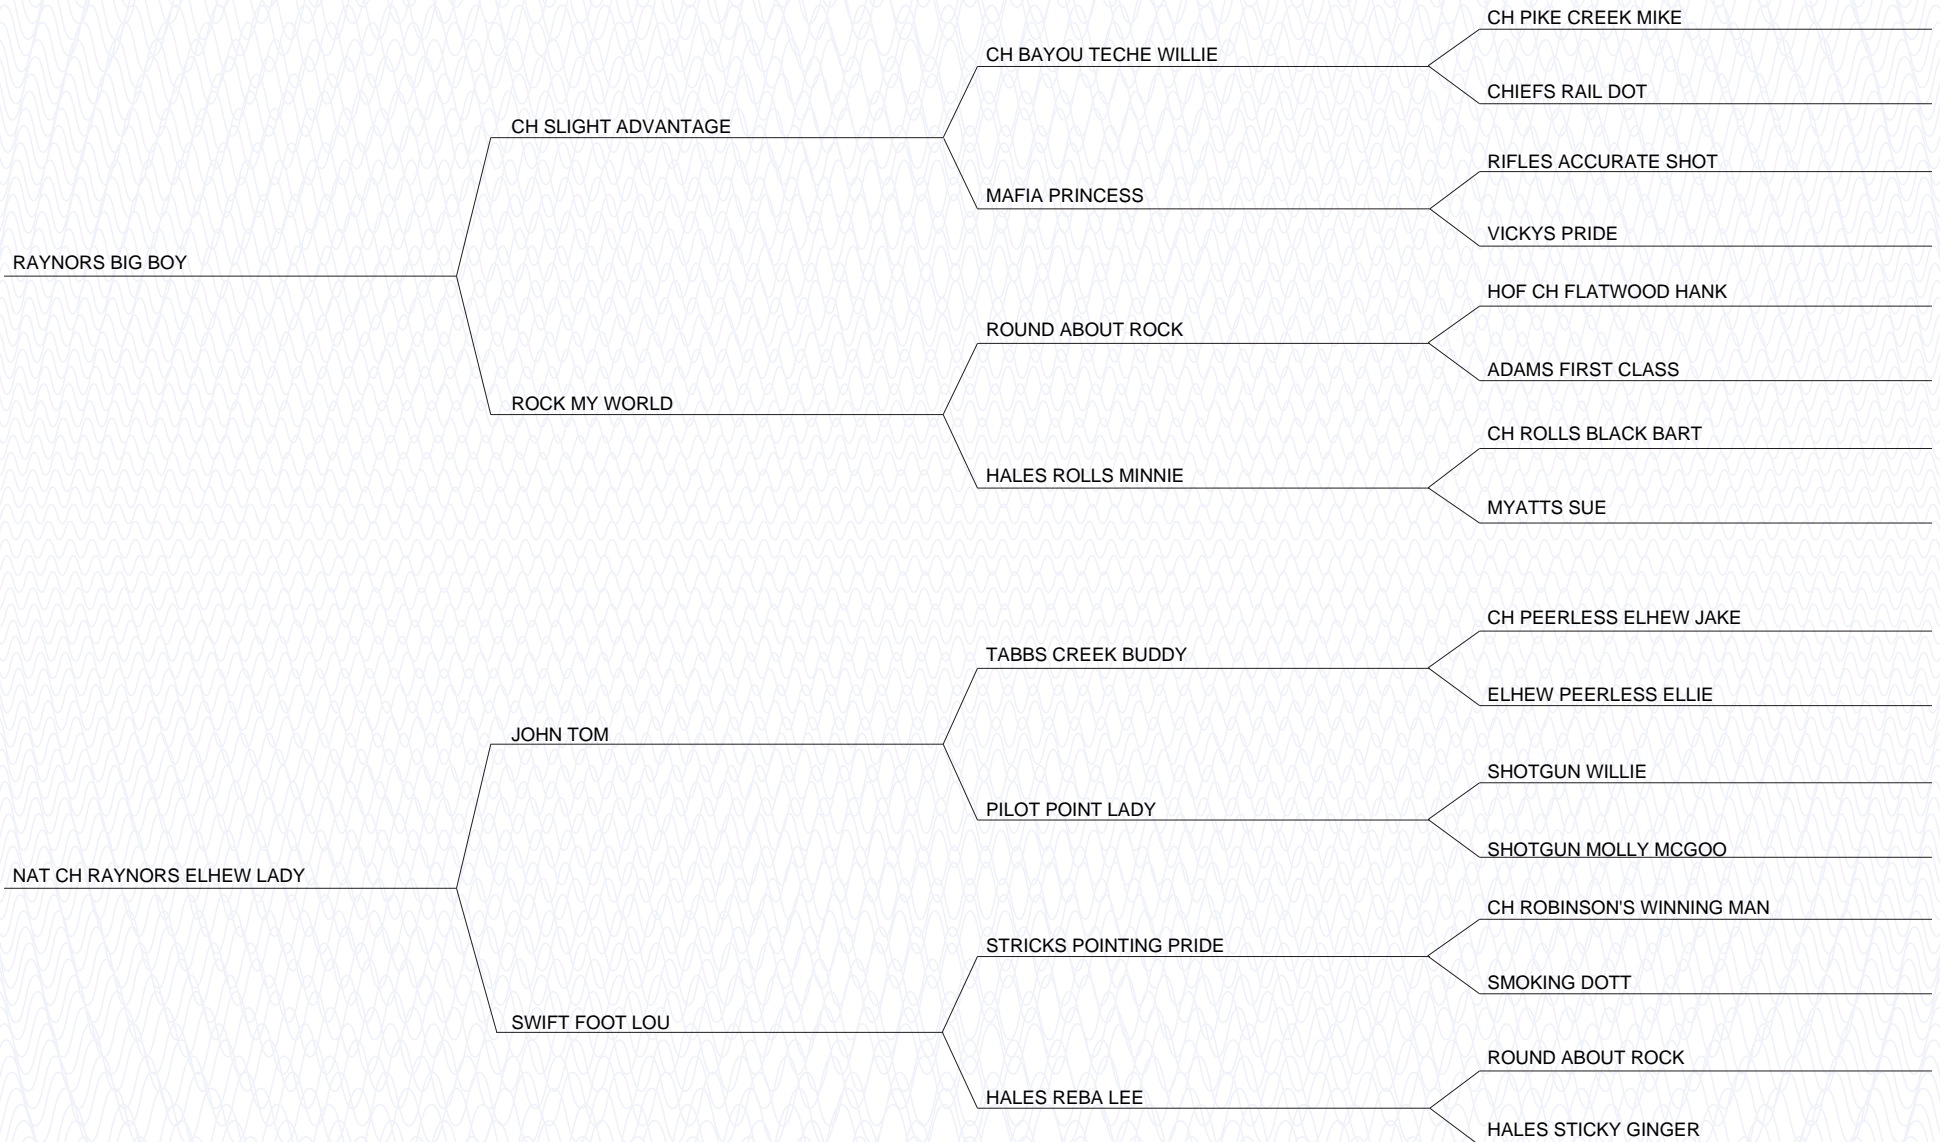 CH PIKE CREEK MIKE
CH BAYOU TECHE WILLIE
CHIEFS RAIL DOT
CH SLIGHT ADVANTAGE
RIFLES ACCURATE SHOT
MAFIA PRINCESS
VICKYS PRIDE
RAYNORS BIG BOY
HOF CH FLATWOOD HANK
ROUND ABOUT ROCK
ADAMS FIRST CLASS
ROCK MY WORLD
CH ROLLS BLACK BART
HALES ROLLS MINNIE
MYATTS SUE
CH PEERLESS ELHEW JAKE
TABBS CREEK BUDDY
ELHEW PEERLESS ELLIE
JOHN TOM
SHOTGUN WILLIE
PILOT POINT LADY
SHOTGUN MOLLY MCGOO
NAT CH RAYNORS ELHEW LADY
CH ROBINSON'S WINNING MAN
STRICKS POINTING PRIDE
SMOKING DOTT
SWIFT FOOT LOU
ROUND ABOUT ROCK
HALES REBA LEE
HALES STICKY GINGER